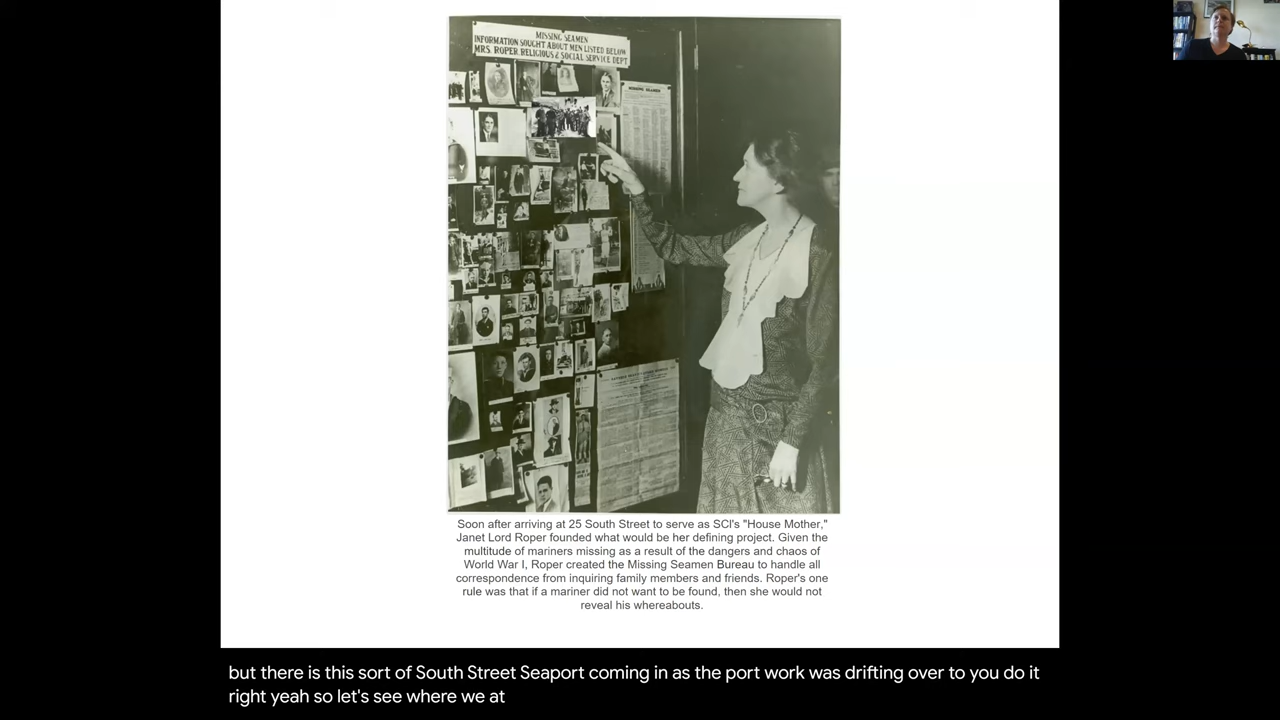 MISSING SEAMEN
INFORMATION SOUGHT ABOUT MEN LISTED BELOW
MRS. ROPER, RELIGIOUS & SOCIAL SERVICE DEPT
MISSING SEAMEN
Soon after arriving at 25 South Street to serve as SCI's "House Mother,"
Janet Lord Roper founded what would be her defining project. Given the
multitude of mariners missing as a result of the dangers and chaos of
World War I, Roper created the Missing Seamen Bureau to handle all
correspondence from inquiring family members and friends. Roper's one
rule was that if a mariner did not want to be found, then she would not
reveal his whereabouts.
but there is this sort of South Street Seaport coming in as the port work was drifting over to you do it
right yeah so let's see where we at